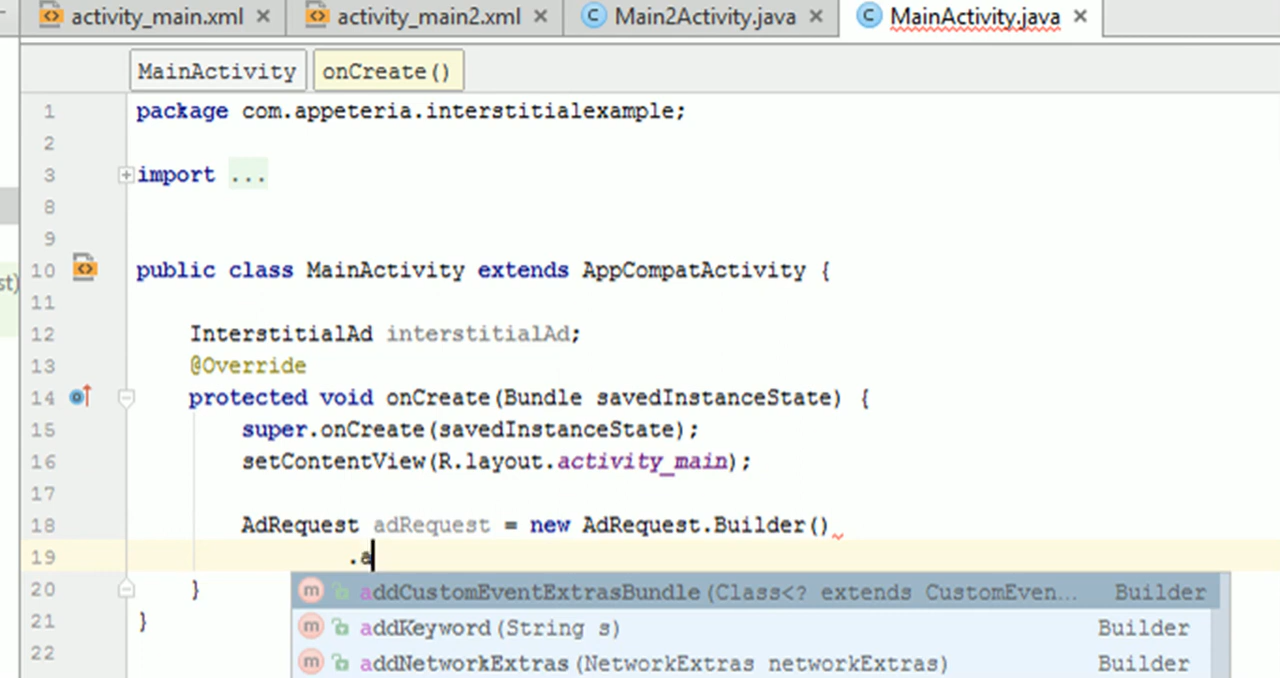 activity_main.xml activity_main2.xml Main2Activity.java MainActivity.java
MainActivity onCreate()
1 package com.appeteria.interstitialexample;
2
3 import ...
8
9
10 public class MainActivity extends AppCompatActivity {
11
12 InterstitialAd interstitialAd;
13 @Override
14 protected void onCreate(Bundle savedInstanceState) {
15 super.onCreate(savedInstanceState);
16 setContentView(R.layout.activity_main);
17
18 AdRequest adRequest = new AdRequest.Builder()
19 .a
20 }
21 }
22
addCustomEventExtrasBundle(Class<? extends CustomEven... Builder
addKeyword(String s) Builder
addNetworkExtras(NetworkExtras networkExtras) Builder
st)